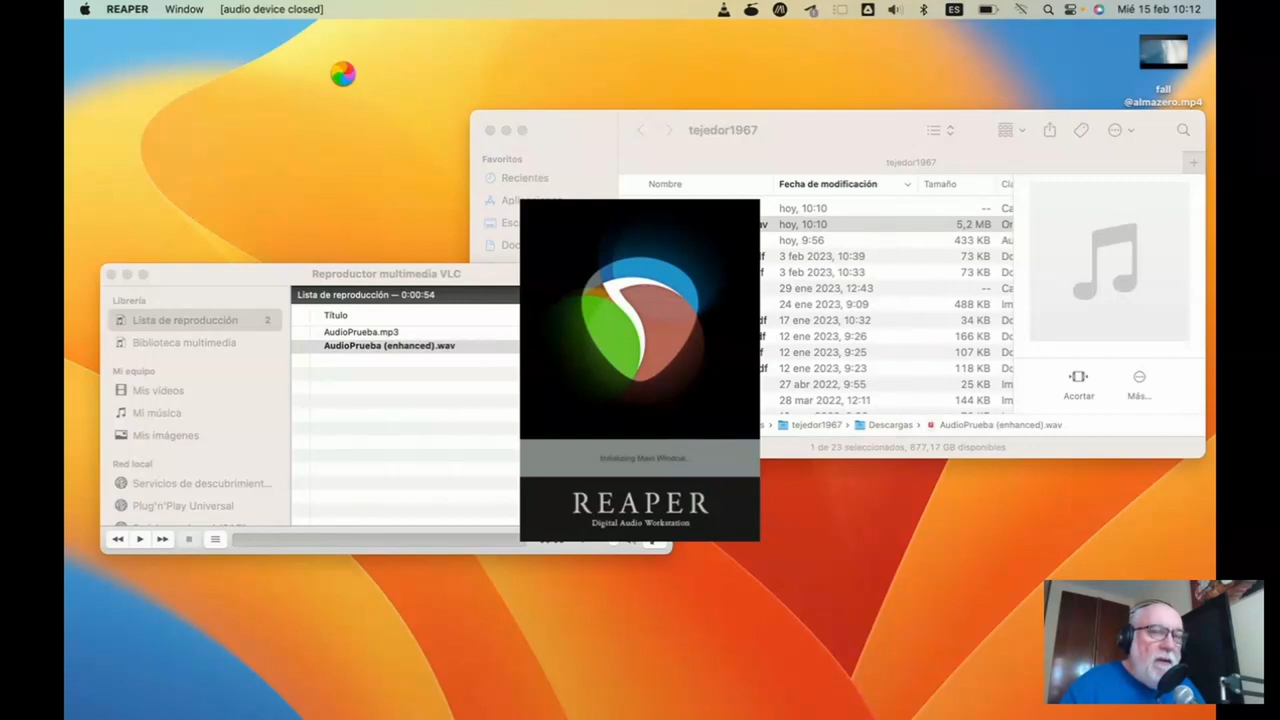 REAPER Window [audio device closed] ES Mié 15 feb 10:12
fall
@almazero.mp4
tejedor1967
tejedor1967
Favoritos
Recientes
Nombre Fecha de modificación Tamaño
hoy, 10:10 --
hoy, 10:10 5,2 MB
hoy, 9:56 433 KB
3 feb 2023, 10:39 73 KB
3 feb 2023, 10:33 73 KB
29 ene 2023, 12:43 --
24 ene 2023, 9:09 488 KB
17 ene 2023, 10:32 34 KB
12 ene 2023, 9:26 166 KB
12 ene 2023, 9:25 107 KB
12 ene 2023, 9:23 118 KB
27 abr 2022, 9:55 25 KB
28 mar 2022, 12:11 144 KB
Acortar Más...
tejedor1967 Descargas AudioPrueba (enhanced).wav
1 de 23 seleccionados, 877,17 GB disponibles
Reproductor multimedia VLC
Librería
Lista de reproducción 2
Biblioteca multimedia
Mi equipo
Mis vídeos
Mi música
Mis imágenes
Red local
Servicios de descubrimient...
Plug'n'Play Universal
Lista de reproducción — 0:00:54
Título
AudioPrueba.mp3
AudioPrueba (enhanced).wav
Initializing Main Window...
REAPER
Digital Audio Workstation